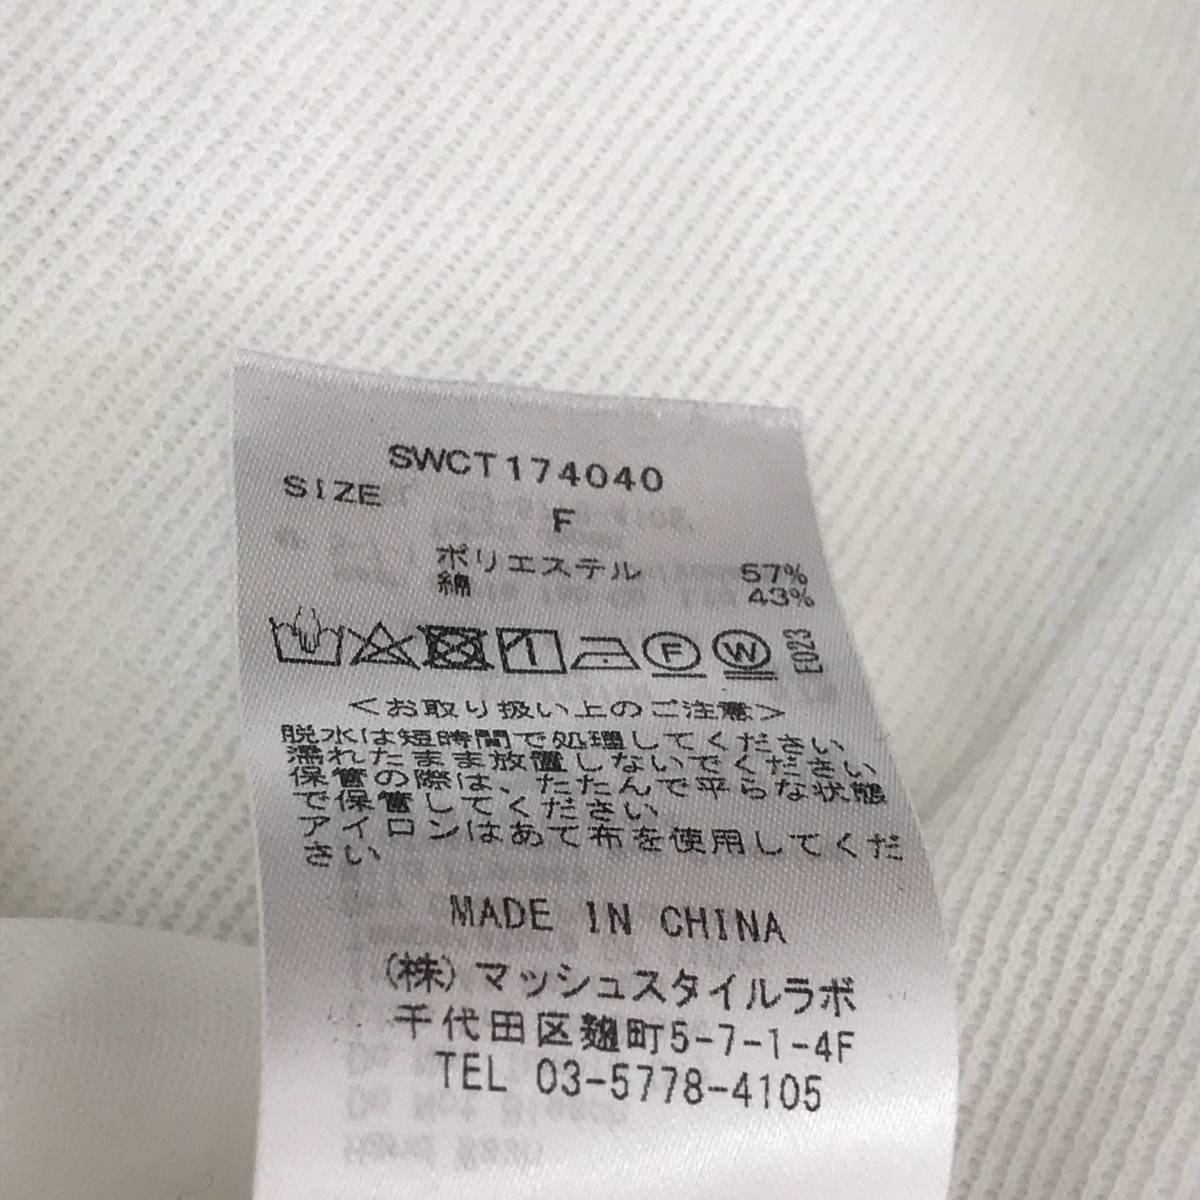 SWCT174040
SIZE
F
ポリエステル 57%
綿 43%
F W E023
<お取り扱い上のご注意>
脱水は短時間で処理してください
濡れたまま放置しないでください
保管の際は、たたんで平らな状態
で保管してください
アイロンはあて布を使用してくだ
さい
MADE IN CHINA
(株)マッシュスタイルラボ
千代田区麹町5-7-1-4F
TEL 03-5778-4105